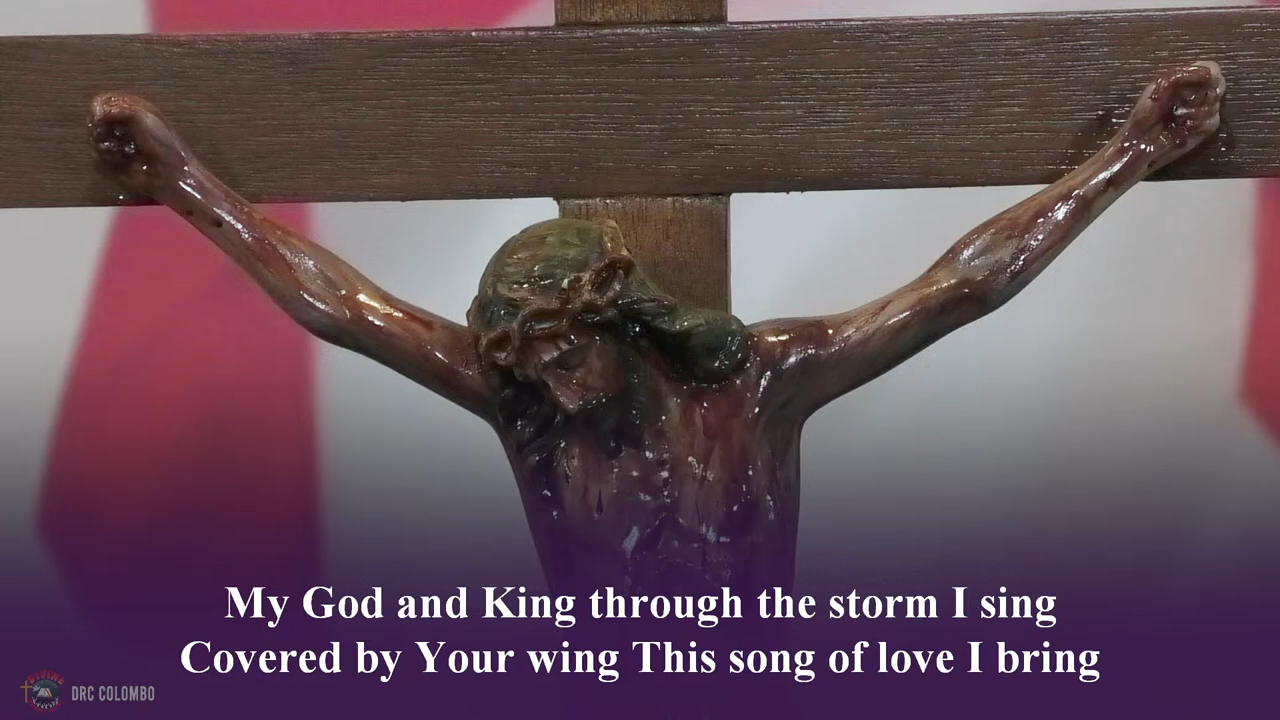 My God and King through the storm I sing
Covered by Your wing This song of love I bring
DIVINE
DRC COLOMBO